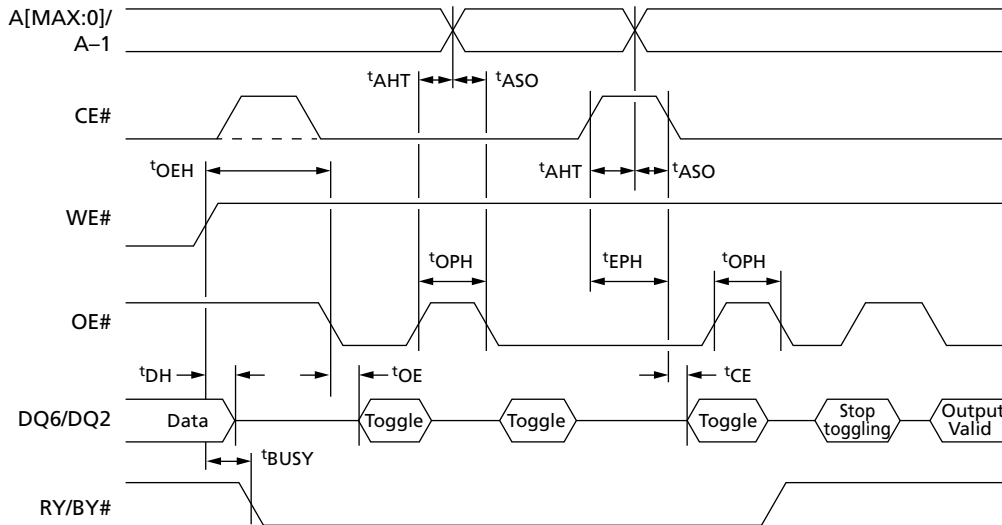 A[MAX:0]/
A–1
tAHT
tASO
CE#
tOEH
tAHT
tASO
WE#
tOPH
tEPH
tOPH
OE#
tDH
tOE
tCE
DQ6/DQ2
Data
Toggle
Toggle
Toggle
Stop
toggling
Output
Valid
tBUSY
RY/BY#